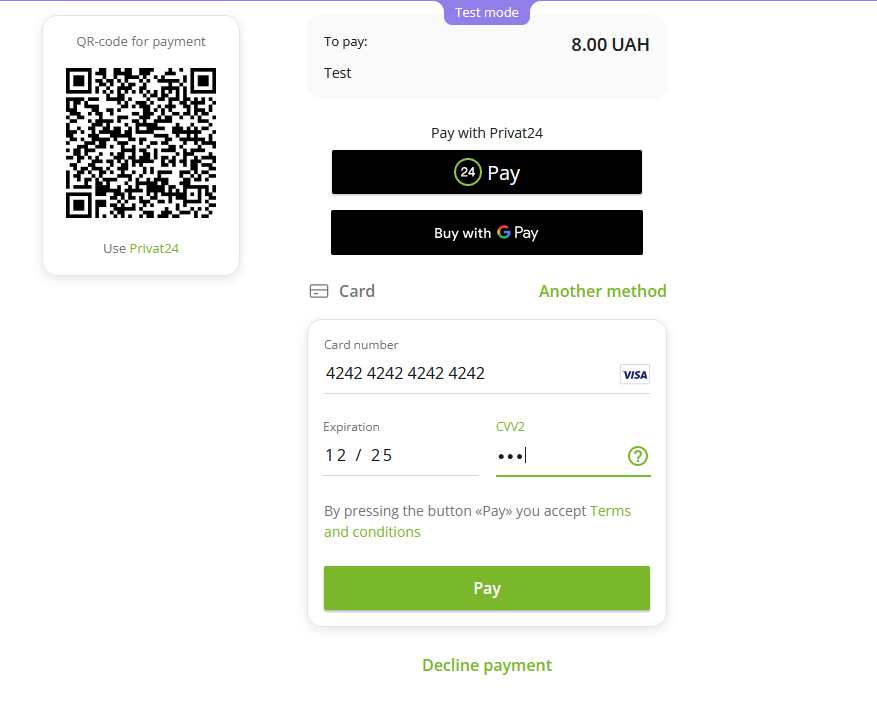 Test mode
QR-code for payment
Use Privat24
To pay:
8.00 UAH
Test
Pay with Privat24
24 Pay
Buy with G Pay
Card
Another method
Card number
4242 4242 4242 4242
VISA
Expiration
CVV2
12 / 25
•••
?
By pressing the button «Pay» you accept Terms
and conditions
Pay
Decline payment